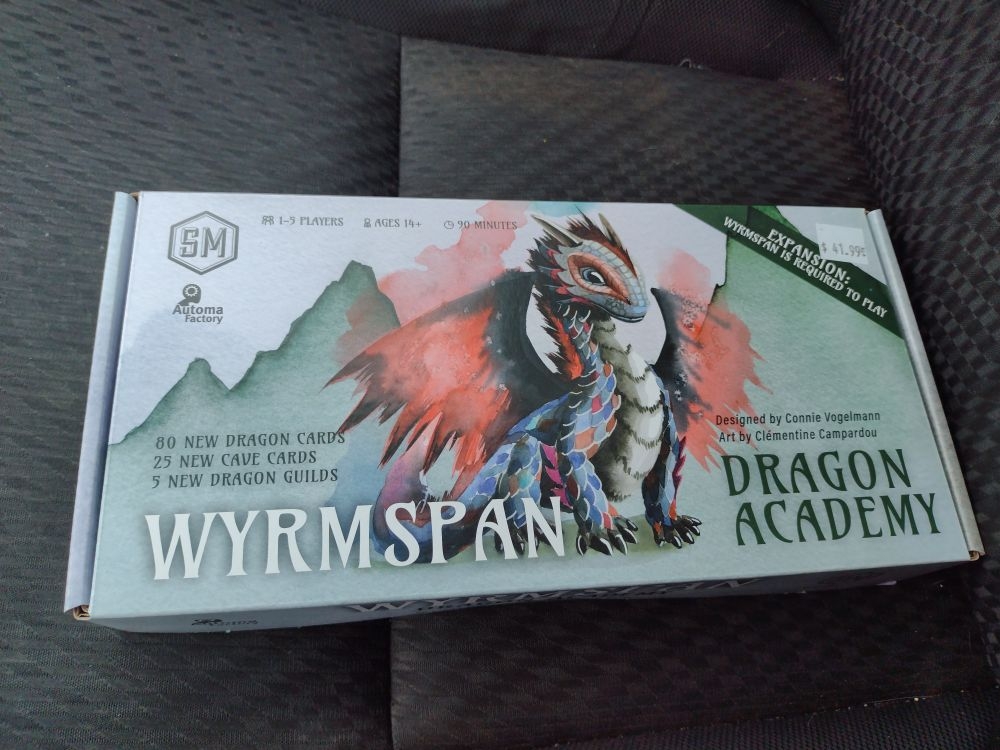 SM
1-5 PLAYERS AGES 14+ 90 MINUTES
Automa
Factory
$ 41.99
EXPANSION:
WYRMSPAN IS REQUIRED TO PLAY
80 NEW DRAGON CARDS
25 NEW CAVE CARDS
5 NEW DRAGON GUILDS
Designed by Connie Vogelmann
Art by Clémentine Campardou
WYRMSPAN
DRAGON
ACADEMY
WYRMSPAN